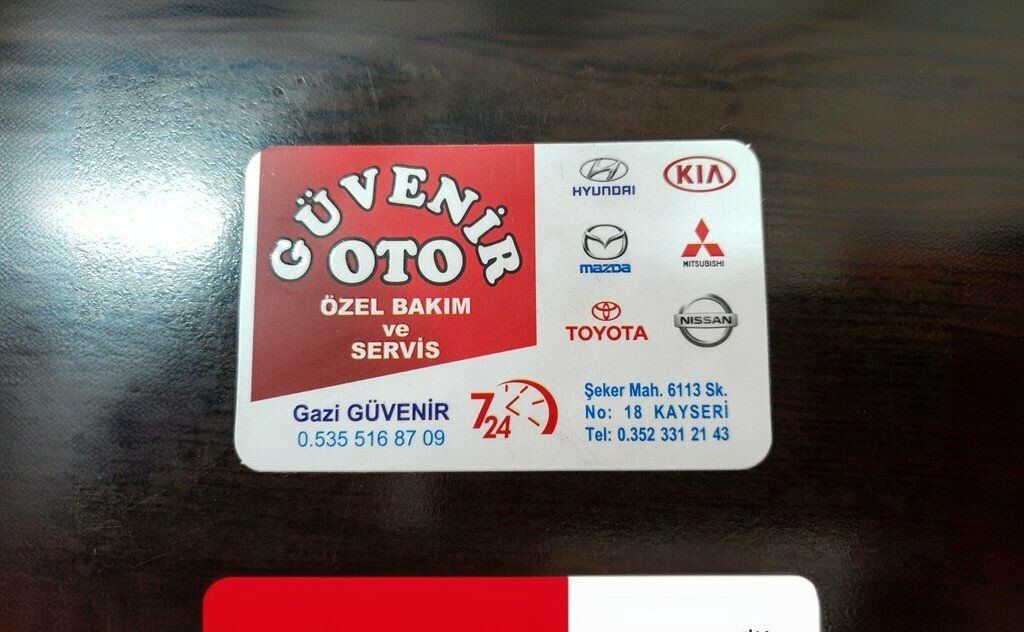 GÜVENİR
OTO
ÖZEL BAKIM
ve
SERVİS
Gazi GÜVENİR
0.535 516 87 09
7
24
HYUNDAI
KIA
mazda
MITSUBISHI
TOYOTA
NISSAN
Şeker Mah. 6113 Sk.
No: 18 KAYSERİ
Tel: 0.352 331 21 43